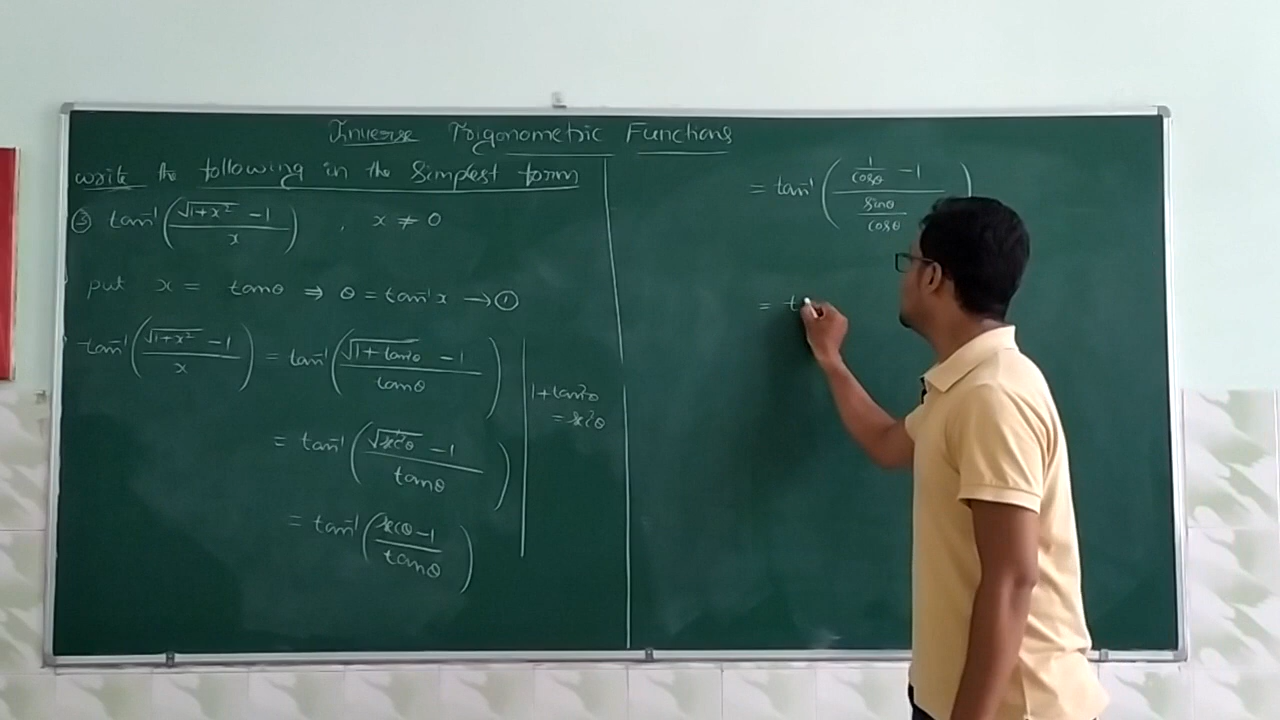 Inverse Trigonometric Functions
write the following in the Simplest form
③ tan⁻¹((√(1+x²) -1)/x) , x ≠ 0
put x = tanθ ⇒ θ = tan⁻¹x → ①
tan⁻¹((√(1+x²) -1)/x) = tan⁻¹((√(1+tan²θ) -1)/tanθ)
1+tan²θ
= sec²θ
= tan⁻¹((√(sec²θ) -1)/tanθ)
= tan⁻¹((secθ-1)/tanθ)
= tan⁻¹((1/cosθ -1)/(sinθ/cosθ))
= t